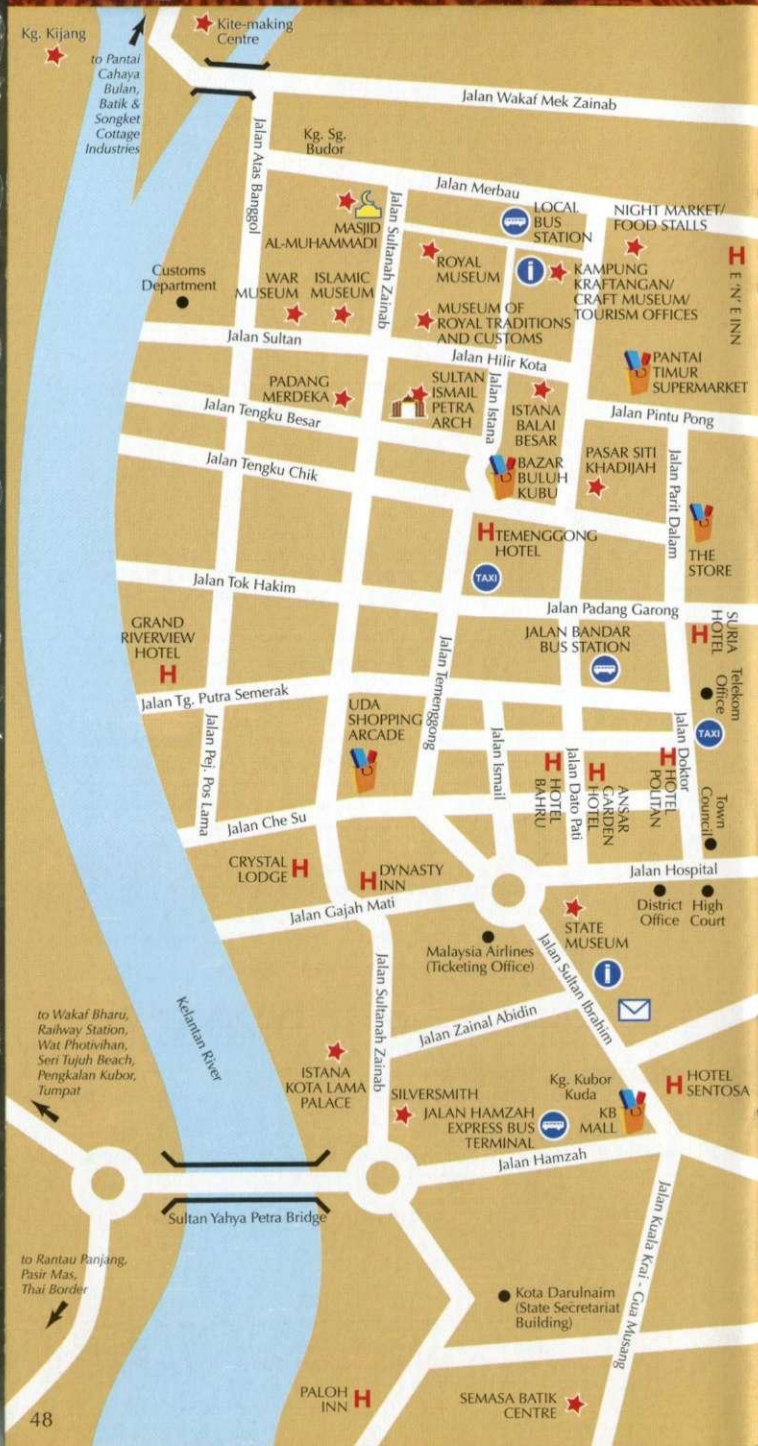 Kg. Kijang
Kite-making
Centre
to Pantai
Cahaya
Bulan,
Batik &
Songket
Cottage
Industries
Jalan Wakaf Mek Zainab
Jalan Atas Banggol
Kg. Sg.
Budor
Jalan Merbau
MASJID
AL-MUHAMMADI
Jalan Sultanah Zainab
LOCAL
BUS
STATION
NIGHT MARKET/
FOOD STALLS
E 'N' E INN
ROYAL
MUSEUM
i
KAMPUNG
KRAFTANGAN/
CRAFT MUSEUM/
TOURISM OFFICES
H
Customs
Department
WAR
MUSEUM
ISLAMIC
MUSEUM
MUSEUM OF
ROYAL TRADITIONS
AND CUSTOMS
Jalan Sultan
Jalan Hilir Kota
PANTAI
TIMUR
SUPERMARKET
PADANG
MERDEKA
SULTAN
ISMAIL
PETRA
ARCH
Jalan Istana
ISTANA
BALAI
BESAR
Jalan Pintu Pong
Jalan Tengku Besar
BAZAR
BULUH
KUBU
PASAR SITI
KHADIJAH
Jalan Parit Dalam
Jalan Tengku Chik
H TEMENGGONG
HOTEL
TAXI
THE
STORE
Jalan Tok Hakim
Jalan Padang Garong
GRAND
RIVERVIEW
HOTEL
H
JALAN BANDAR
BUS STATION
H
SURIA
HOTEL
Telekom
Office
TAXI
Jalan Tg. Putra Semerak
Jalan Temenggong
UDA
SHOPPING
ARCADE
Jalan Pej. Pos Lama
Jalan Ismail
H
HOTEL
BAHRU
Jalan Dato Pati
H
ANSAR
GARDEN
HOTEL
H
HOTEL
POLITAN
Jalan Doktor
Town
Council
Jalan Che Su
CRYSTAL
LODGE H
H DYNASTY
INN
Jalan Hospital
Jalan Gajah Mati
District
Office
High
Court
STATE
MUSEUM
Malaysia Airlines
(Ticketing Office)
i
Jalan Sultan Ibrahim
Jalan Sultanah Zainab
Jalan Zainal Abidin
Kelantan River
to Wakaf Bharu,
Railway Station,
Wat Photivihan,
Seri Tujuh Beach,
Pengkalan Kubor,
Tumpat
ISTANA
KOTA LAMA
PALACE
SILVERSMITH
Kg. Kubor
Kuda
H HOTEL
SENTOSA
JALAN HAMZAH
EXPRESS BUS
TERMINAL
KB
MALL
Jalan Hamzah
Sultan Yahya Petra Bridge
Jalan Kuala Krai - Gua Musang
to Rantau Panjang,
Pasir Mas,
Thai Border
Kota Darulnaim
(State Secretariat
Building)
PALOH
INN H
SEMASA BATIK
CENTRE
48